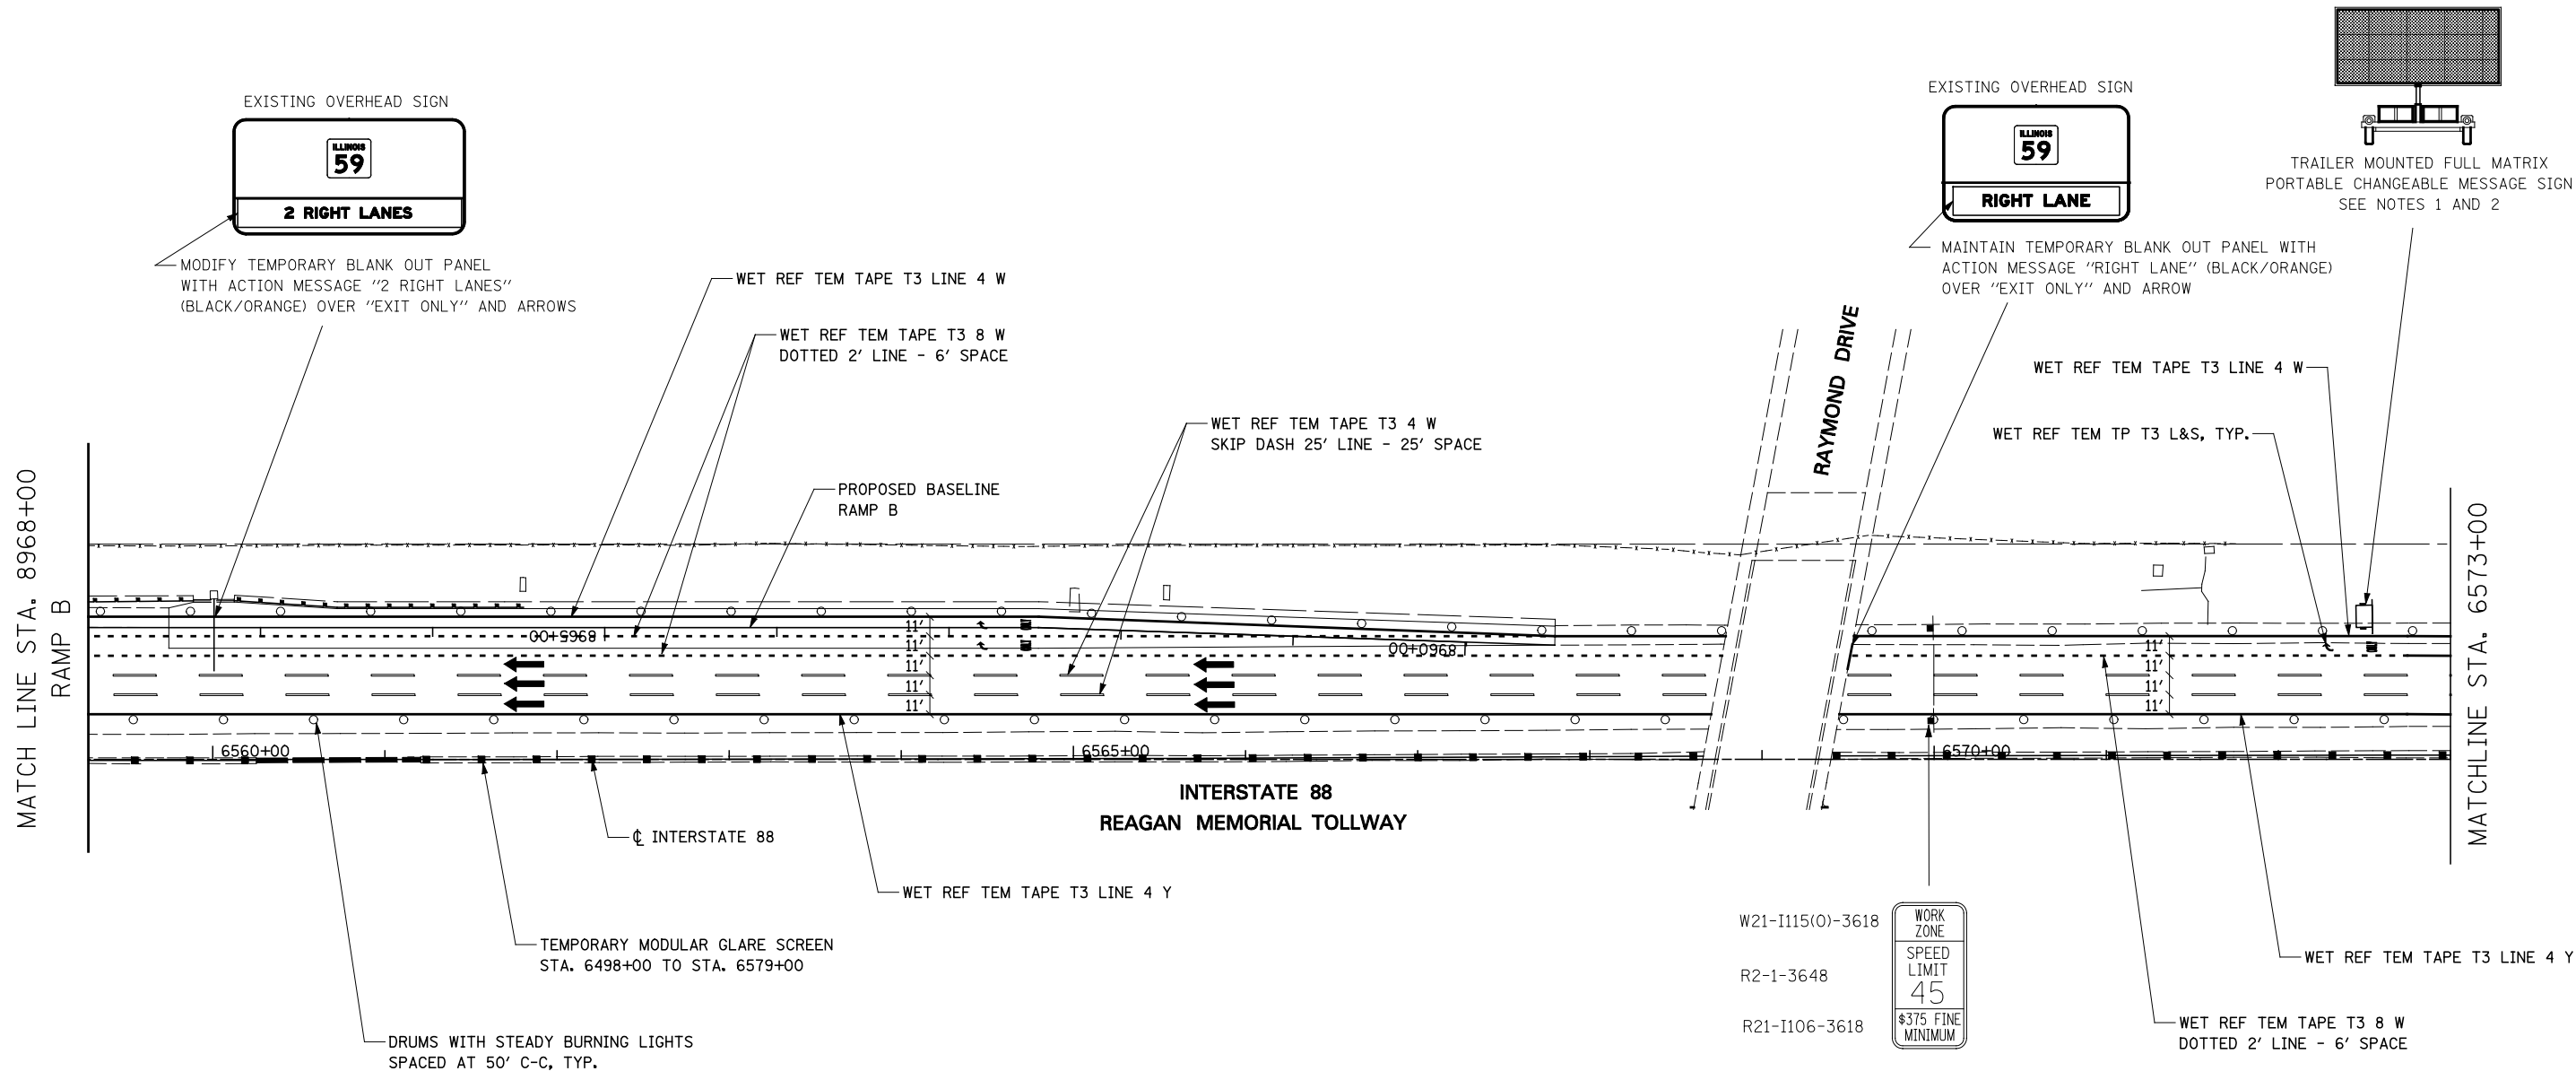 EXISTING OVERHEAD SIGN
ILLINOIS
59
2 RIGHT LANES
MODIFY TEMPORARY BLANK OUT PANEL
WITH ACTION MESSAGE "2 RIGHT LANES"
(BLACK/ORANGE) OVER "EXIT ONLY" AND ARROWS
EXISTING OVERHEAD SIGN
ILLINOIS
59
RIGHT LANE
MAINTAIN TEMPORARY BLANK OUT PANEL WITH
ACTION MESSAGE "RIGHT LANE" (BLACK/ORANGE)
OVER "EXIT ONLY" AND ARROW
TRAILER MOUNTED FULL MATRIX
PORTABLE CHANGEABLE MESSAGE SIGN
SEE NOTES 1 AND 2
WET REF TEM TAPE T3 LINE 4 W
WET REF TEM TAPE T3 8 W
DOTTED 2' LINE - 6' SPACE
WET REF TEM TAPE T3 4 W
SKIP DASH 25' LINE - 25' SPACE
PROPOSED BASELINE
RAMP B
RAYMOND DRIVE
WET REF TEM TAPE T3 LINE 4 W
WET REF TEM TP T3 L&S, TYP.
MATCH LINE STA. 8968+00
RAMP B
MATCHLINE STA. 6573+00
8965+00
8960+00
11'
11'
11'
11'
11'
11'
11'
11'
11'
6560+00
6565+00
6570+00
INTERSTATE 88
REAGAN MEMORIAL TOLLWAY
℄ INTERSTATE 88
WET REF TEM TAPE T3 LINE 4 Y
TEMPORARY MODULAR GLARE SCREEN
STA. 6498+00 TO STA. 6579+00
DRUMS WITH STEADY BURNING LIGHTS
SPACED AT 50' C-C, TYP.
W21-I115(O)-3618
R2-1-3648
R21-I106-3618
WORK
ZONE
SPEED
LIMIT
45
$375 FINE
MINIMUM
WET REF TEM TAPE T3 LINE 4 Y
WET REF TEM TAPE T3 8 W
DOTTED 2' LINE - 6' SPACE